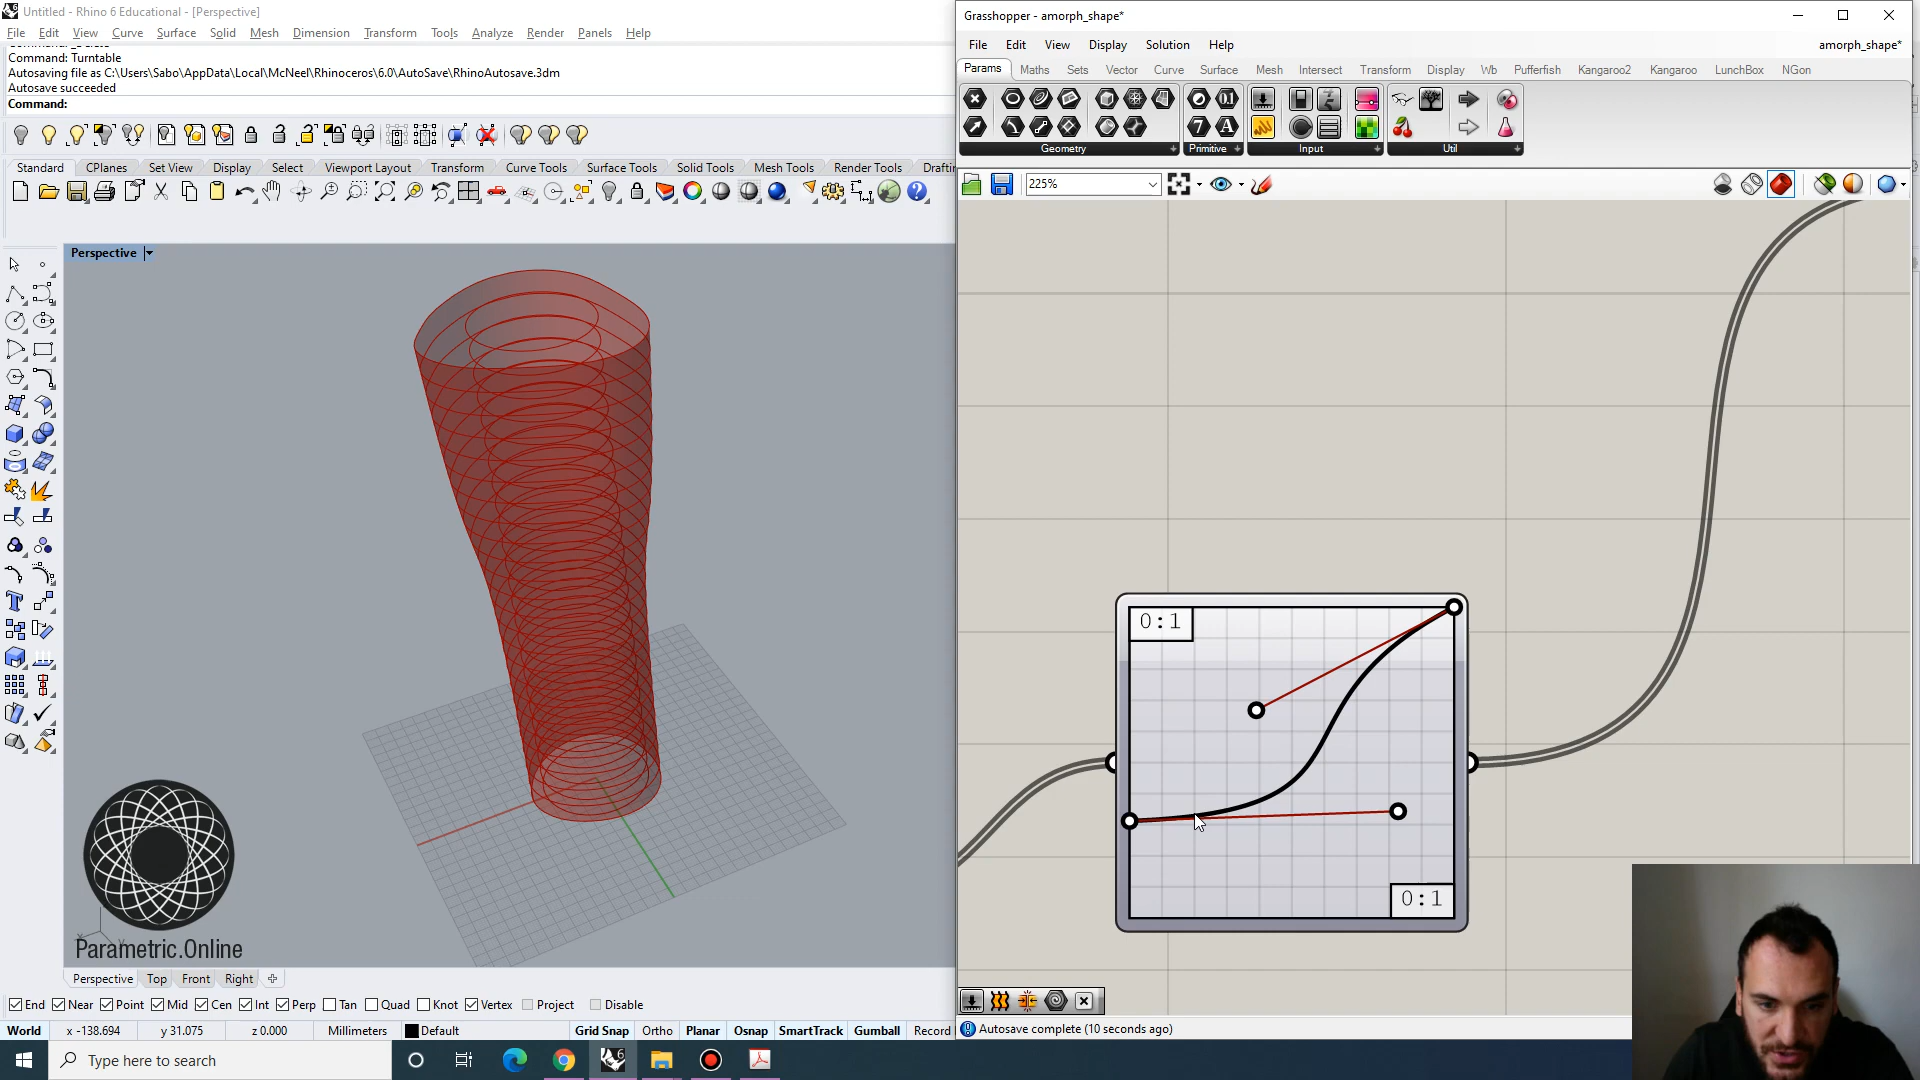 Untitled - Rhino 6 Educational - [Perspective]
File Edit View Curve Surface Solid Mesh Dimension Transform Tools Analyze Render Panels Help
Command: Turntable
Autosaving file as C:\Users\Sabo\AppData\Local\McNeel\Rhinoceros\6.0\AutoSave\RhinoAutosave.3dm
Autosave succeeded
Command:
Standard CPlanes Set View Display Select Viewport Layout Transform Curve Tools Surface Tools Solid Tools Mesh Tools Render Tools Drafti
Perspective
Parametric.Online
Perspective Top Front Right
End Near Point Mid Cen Int Perp Tan Quad Knot Vertex Project Disable
World x -138.694 y 31.075 z 0.000 Millimeters Default Grid Snap Ortho Planar Osnap SmartTrack Gumball Record
Type here to search
Grasshopper - amorph_shape*
File Edit View Display Solution Help amorph_shape*
Params Maths Sets Vector Curve Surface Mesh Intersect Transform Display Wb Pufferfish Kangaroo2 Kangaroo LunchBox NGon
Geometry Primitive Input Util
225%
0:1
0:1
Autosave complete (10 seconds ago)